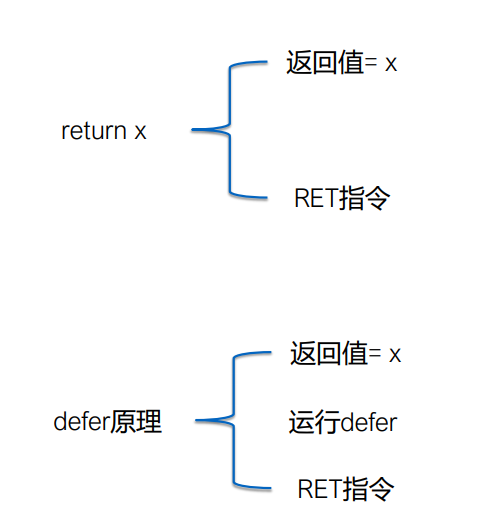 返回值= x
return x
RET指令
返回值= x
defer原理
运行defer
RET指令